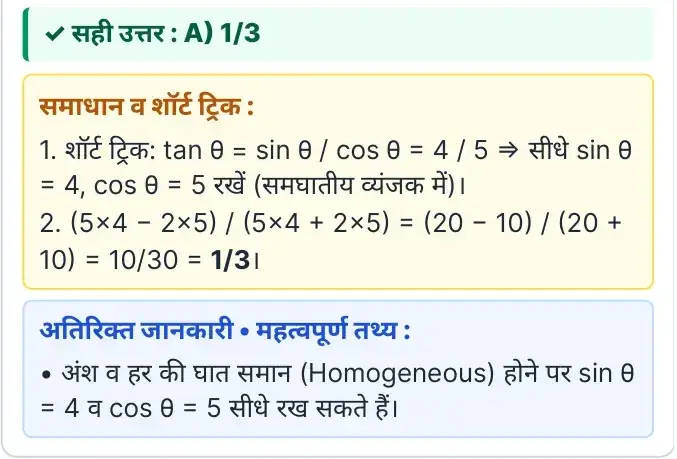 ✓ सही उत्तर : A) 1/3
समाधान व शॉर्ट ट्रिक :
1. शॉर्ट ट्रिक: tan θ = sin θ / cos θ = 4 / 5 ⇒ सीधे sin θ
= 4, cos θ = 5 रखें (समघातीय व्यंजक में)।
2. (5×4 − 2×5) / (5×4 + 2×5) = (20 − 10) / (20 +
10) = 10/30 = 1/3।
अतिरिक्त जानकारी • महत्वपूर्ण तथ्य :
• अंश व हर की घात समान (Homogeneous) होने पर sin θ
= 4 व cos θ = 5 सीधे रख सकते हैं।